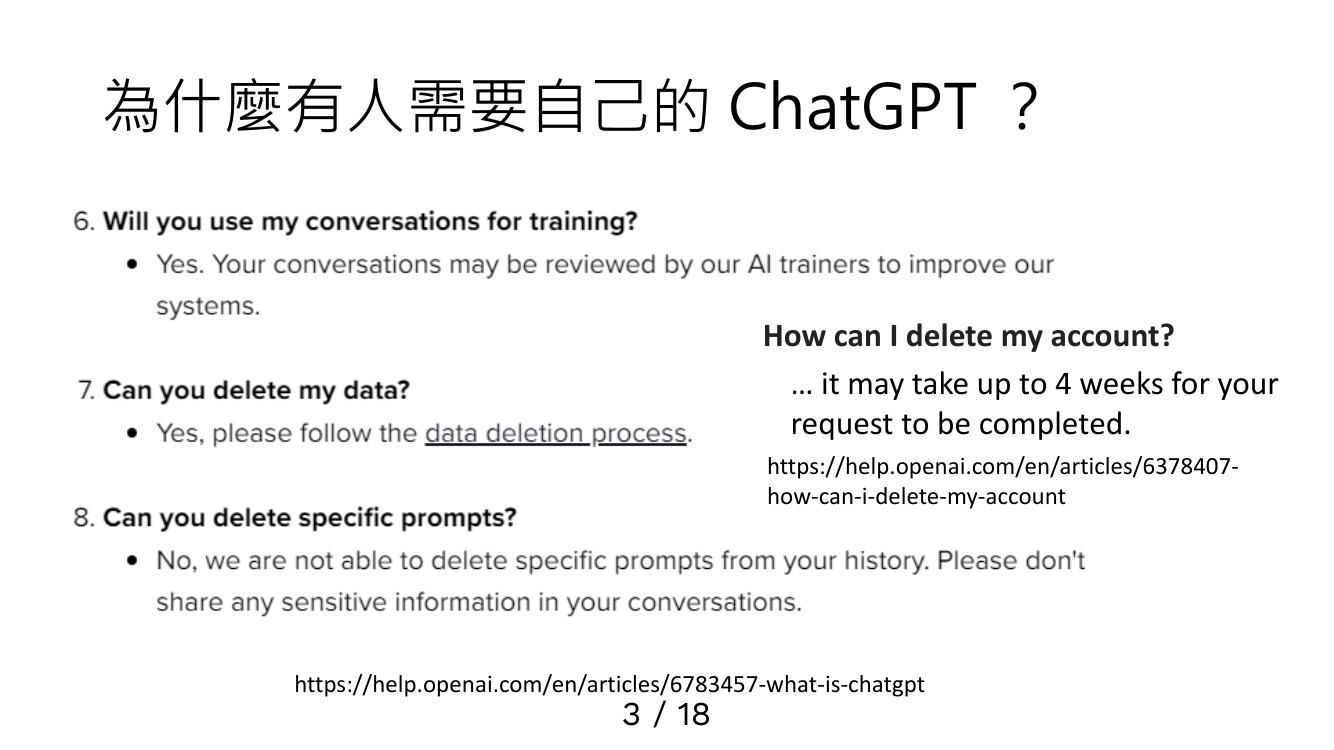 為什麼有人需要自己的 ChatGPT ？
6. Will you use my conversations for training?
• Yes. Your conversations may be reviewed by our AI trainers to improve our
systems.
7. Can you delete my data?
• Yes, please follow the data deletion process.
8. Can you delete specific prompts?
• No, we are not able to delete specific prompts from your history. Please don't
share any sensitive information in your conversations.
How can I delete my account?
… it may take up to 4 weeks for your
request to be completed.
https://help.openai.com/en/articles/6378407-
how-can-i-delete-my-account
https://help.openai.com/en/articles/6783457-what-is-chatgpt
3 / 18